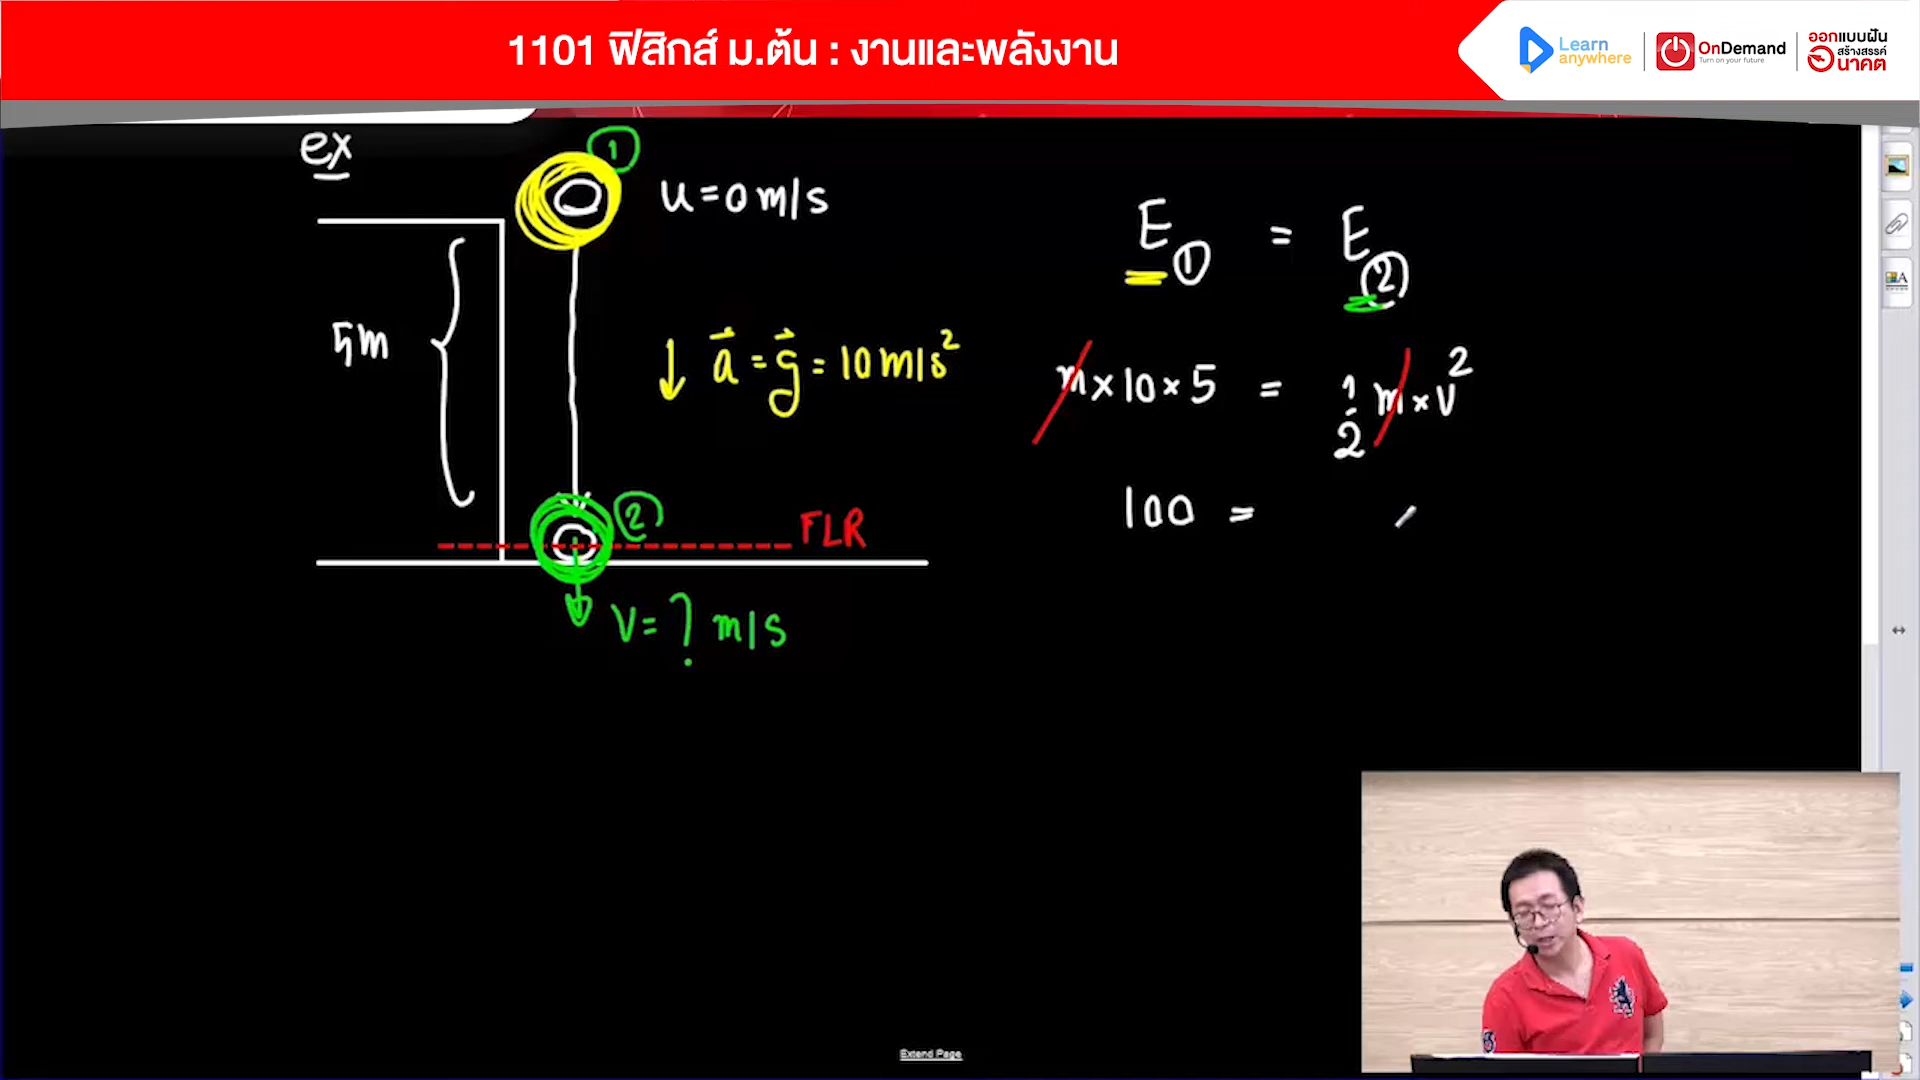 1101 ฟิสิกส์ ม.ต้น : งานและพลังงาน
Learn anywhere
OnDemand
Turn on your future
ออกแบบฝัน
สร้างสรรค์
อนาคต
ex
1
u = 0 m/s
E① = E②
5m
↓ a⃗ = g⃗ = 10 m/s²
m × 10 × 5 = 1/2 m × v²
100 =
2
FLR
v = ? m/s
Extend Page